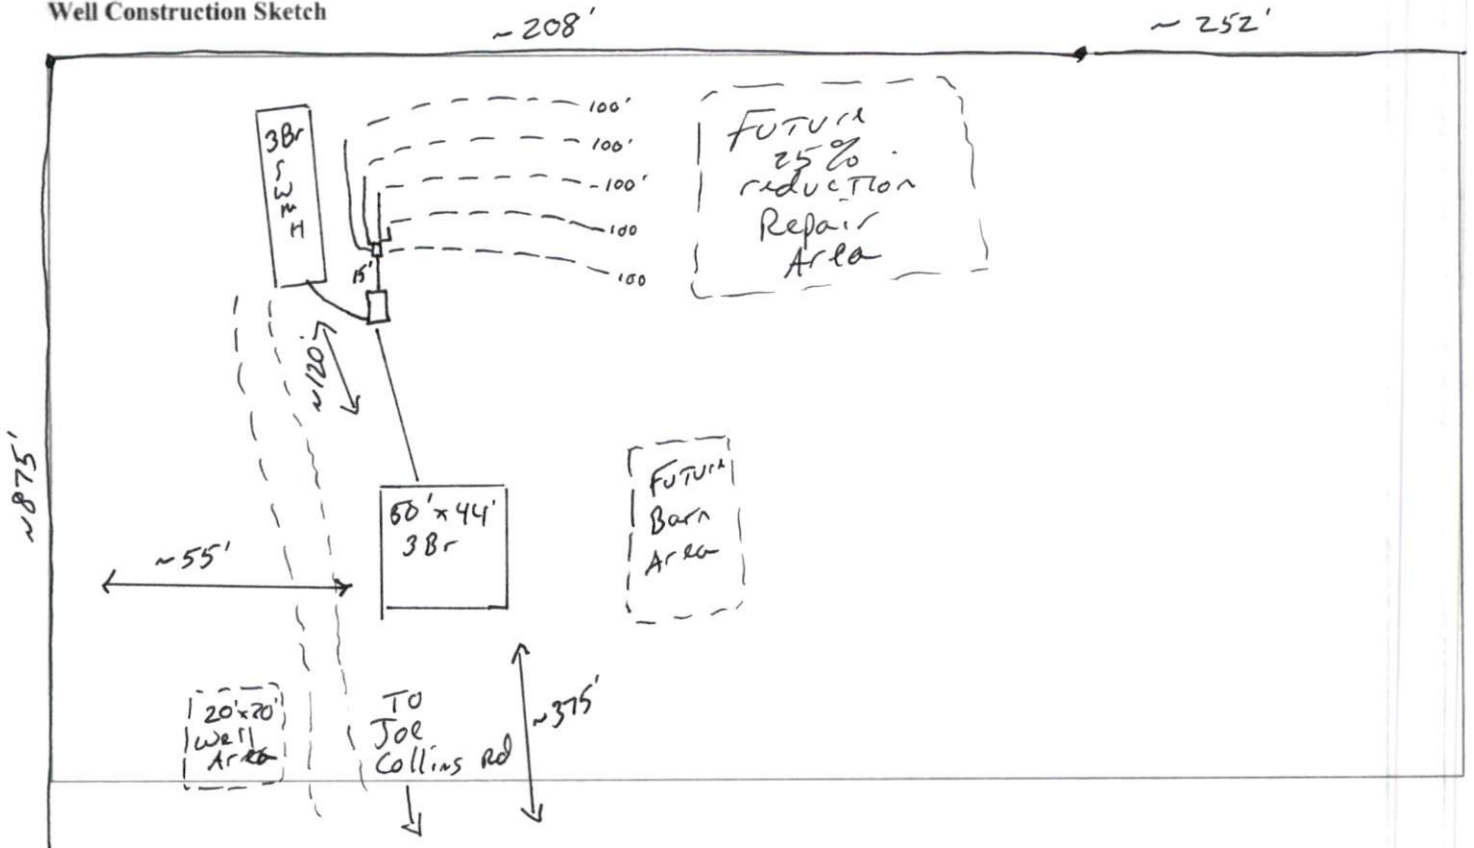 Well Construction Sketch
~208'
~252'
100'
100'
100'
100
100
3Br
S
W
M
H
15'
Future
25%
reduction
Repair
Area
~120'
~875'
60'x44'
3Br
Future
Barn
Area
~55'
20'x20'
Well
Area
To
Joe
Collins Rd
~375'